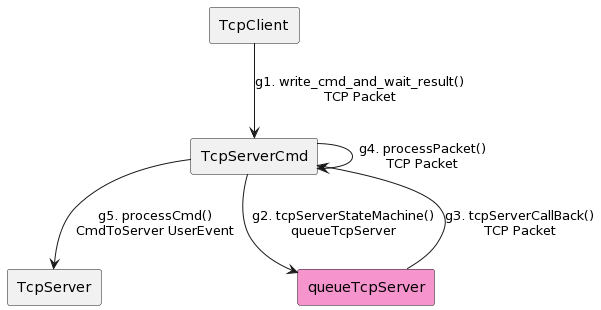 TcpClient
g1. write_cmd_and_wait_result()
TCP Packet
TcpServerCmd
g4. processPacket()
TCP Packet
g5. processCmd()
CmdToServer UserEvent
g2. tcpServerStateMachine()
queueTcpServer
g3. tcpServerCallBack()
TCP Packet
TcpServer
queueTcpServer